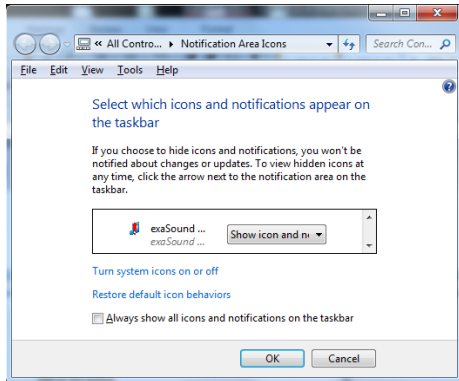 « All Contro... ▸ Notification Area Icons
Search Con...
File Edit View Tools Help
Select which icons and notifications appear on
the taskbar
If you choose to hide icons and notifications, you won't be
notified about changes or updates. To view hidden icons at
any time, click the arrow next to the notification area on the
taskbar.
exaSound ...
exaSound ...
Show icon and n
Turn system icons on or off
Restore default icon behaviors
Always show all icons and notifications on the taskbar
OK Cancel